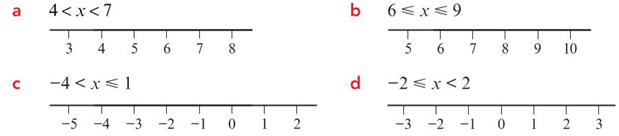 a 4 < x < 7
3 4 5 6 7 8
b 6 ⩽ x ⩽ 9
5 6 7 8 9 10
c −4 < x ⩽ 1
−5 −4 −3 −2 −1 0 1 2
d −2 ⩽ x < 2
−3 −2 −1 0 1 2 3